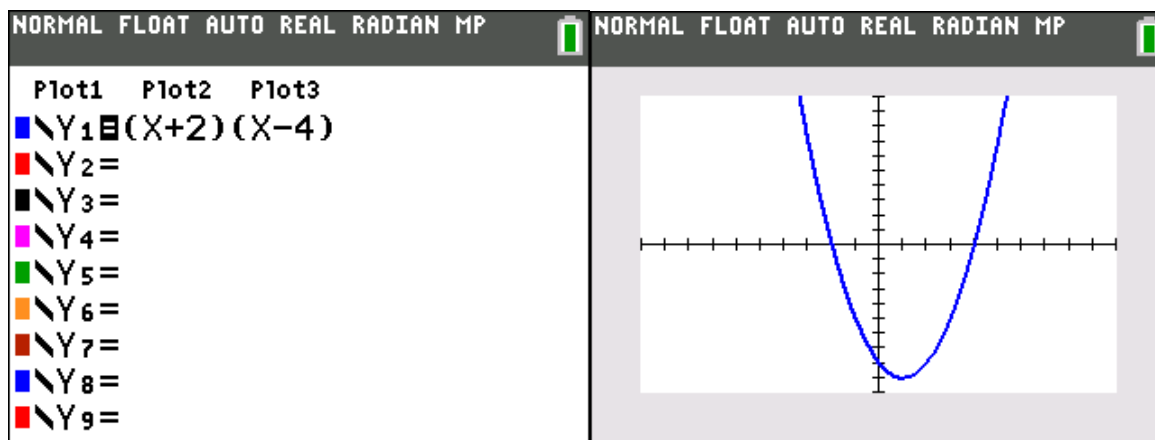 NORMAL FLOAT AUTO REAL RADIAN MP
Plot1 Plot2 Plot3
\Y1=(X+2)(X-4)
\Y2=
\Y3=
\Y4=
\Y5=
\Y6=
\Y7=
\Y8=
\Y9=
NORMAL FLOAT AUTO REAL RADIAN MP